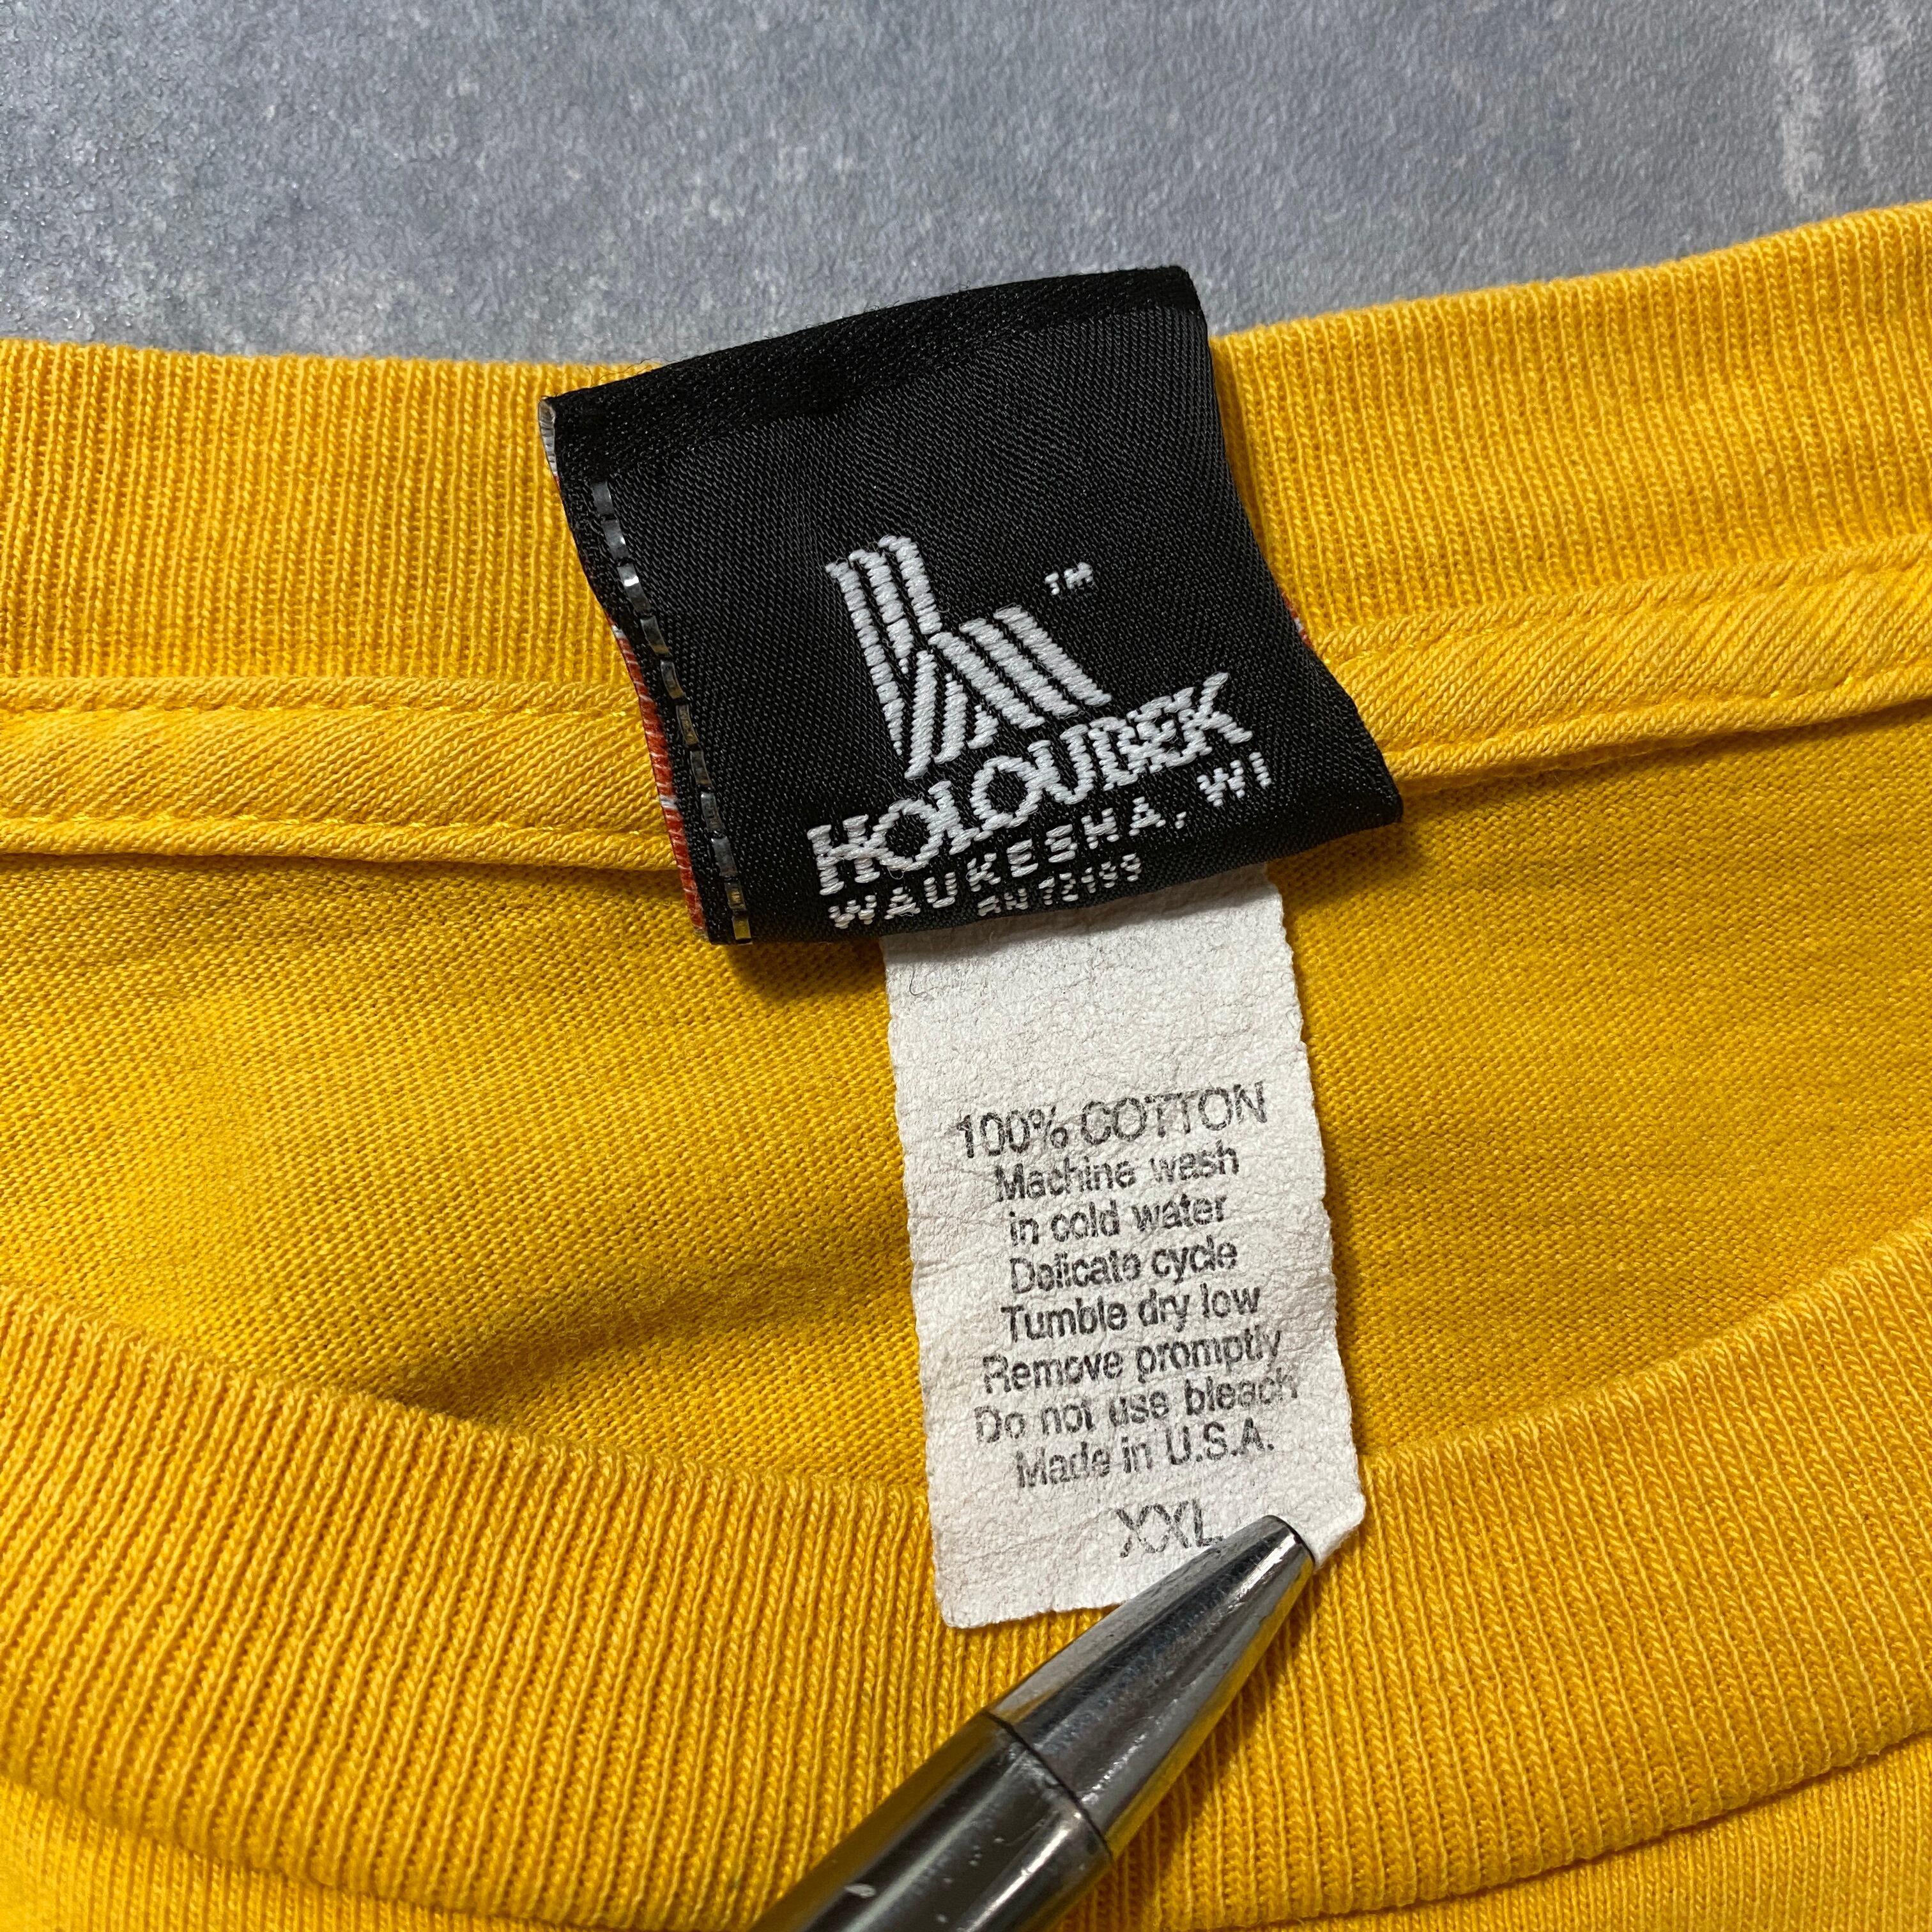 TM
HOLOUBEK
WAUKESHA, WI
RN 72199
100% COTTON
Machine wash
in cold water
Delicate cycle
Tumble dry low
Remove promptly
Do not use bleach
Made in U.S.A.
XXL